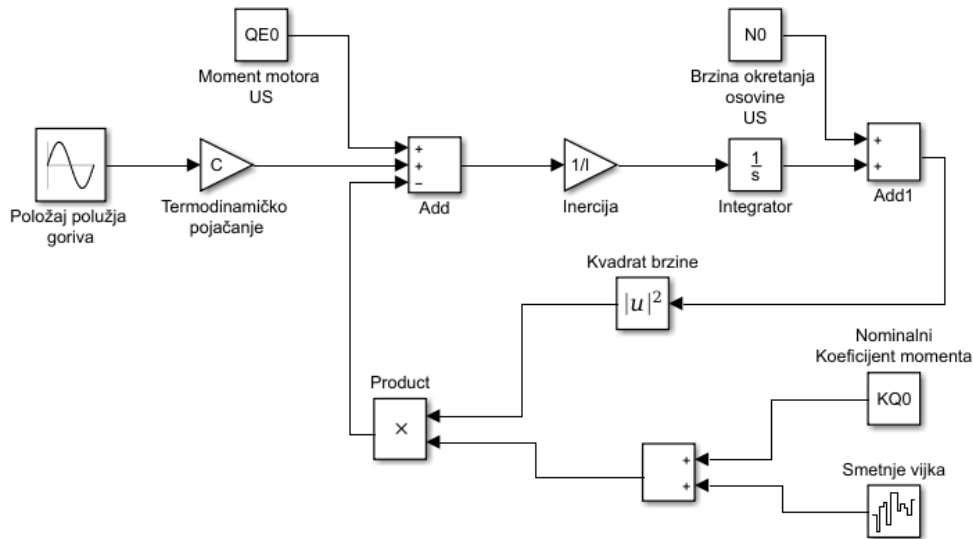 QE0
Moment motora
US
N0
Brzina okretanja
osovine
US
Položaj polužja
goriva
C
Termodinamičko
pojačanje
+
+
−
Add
1/I
Inercija
1
s
Integrator
+
+
Add1
Kvadrat brzine
|u|²
Nominalni
Koeficijent momenta
KQ0
Product
×
+
+
Smetnje vijka